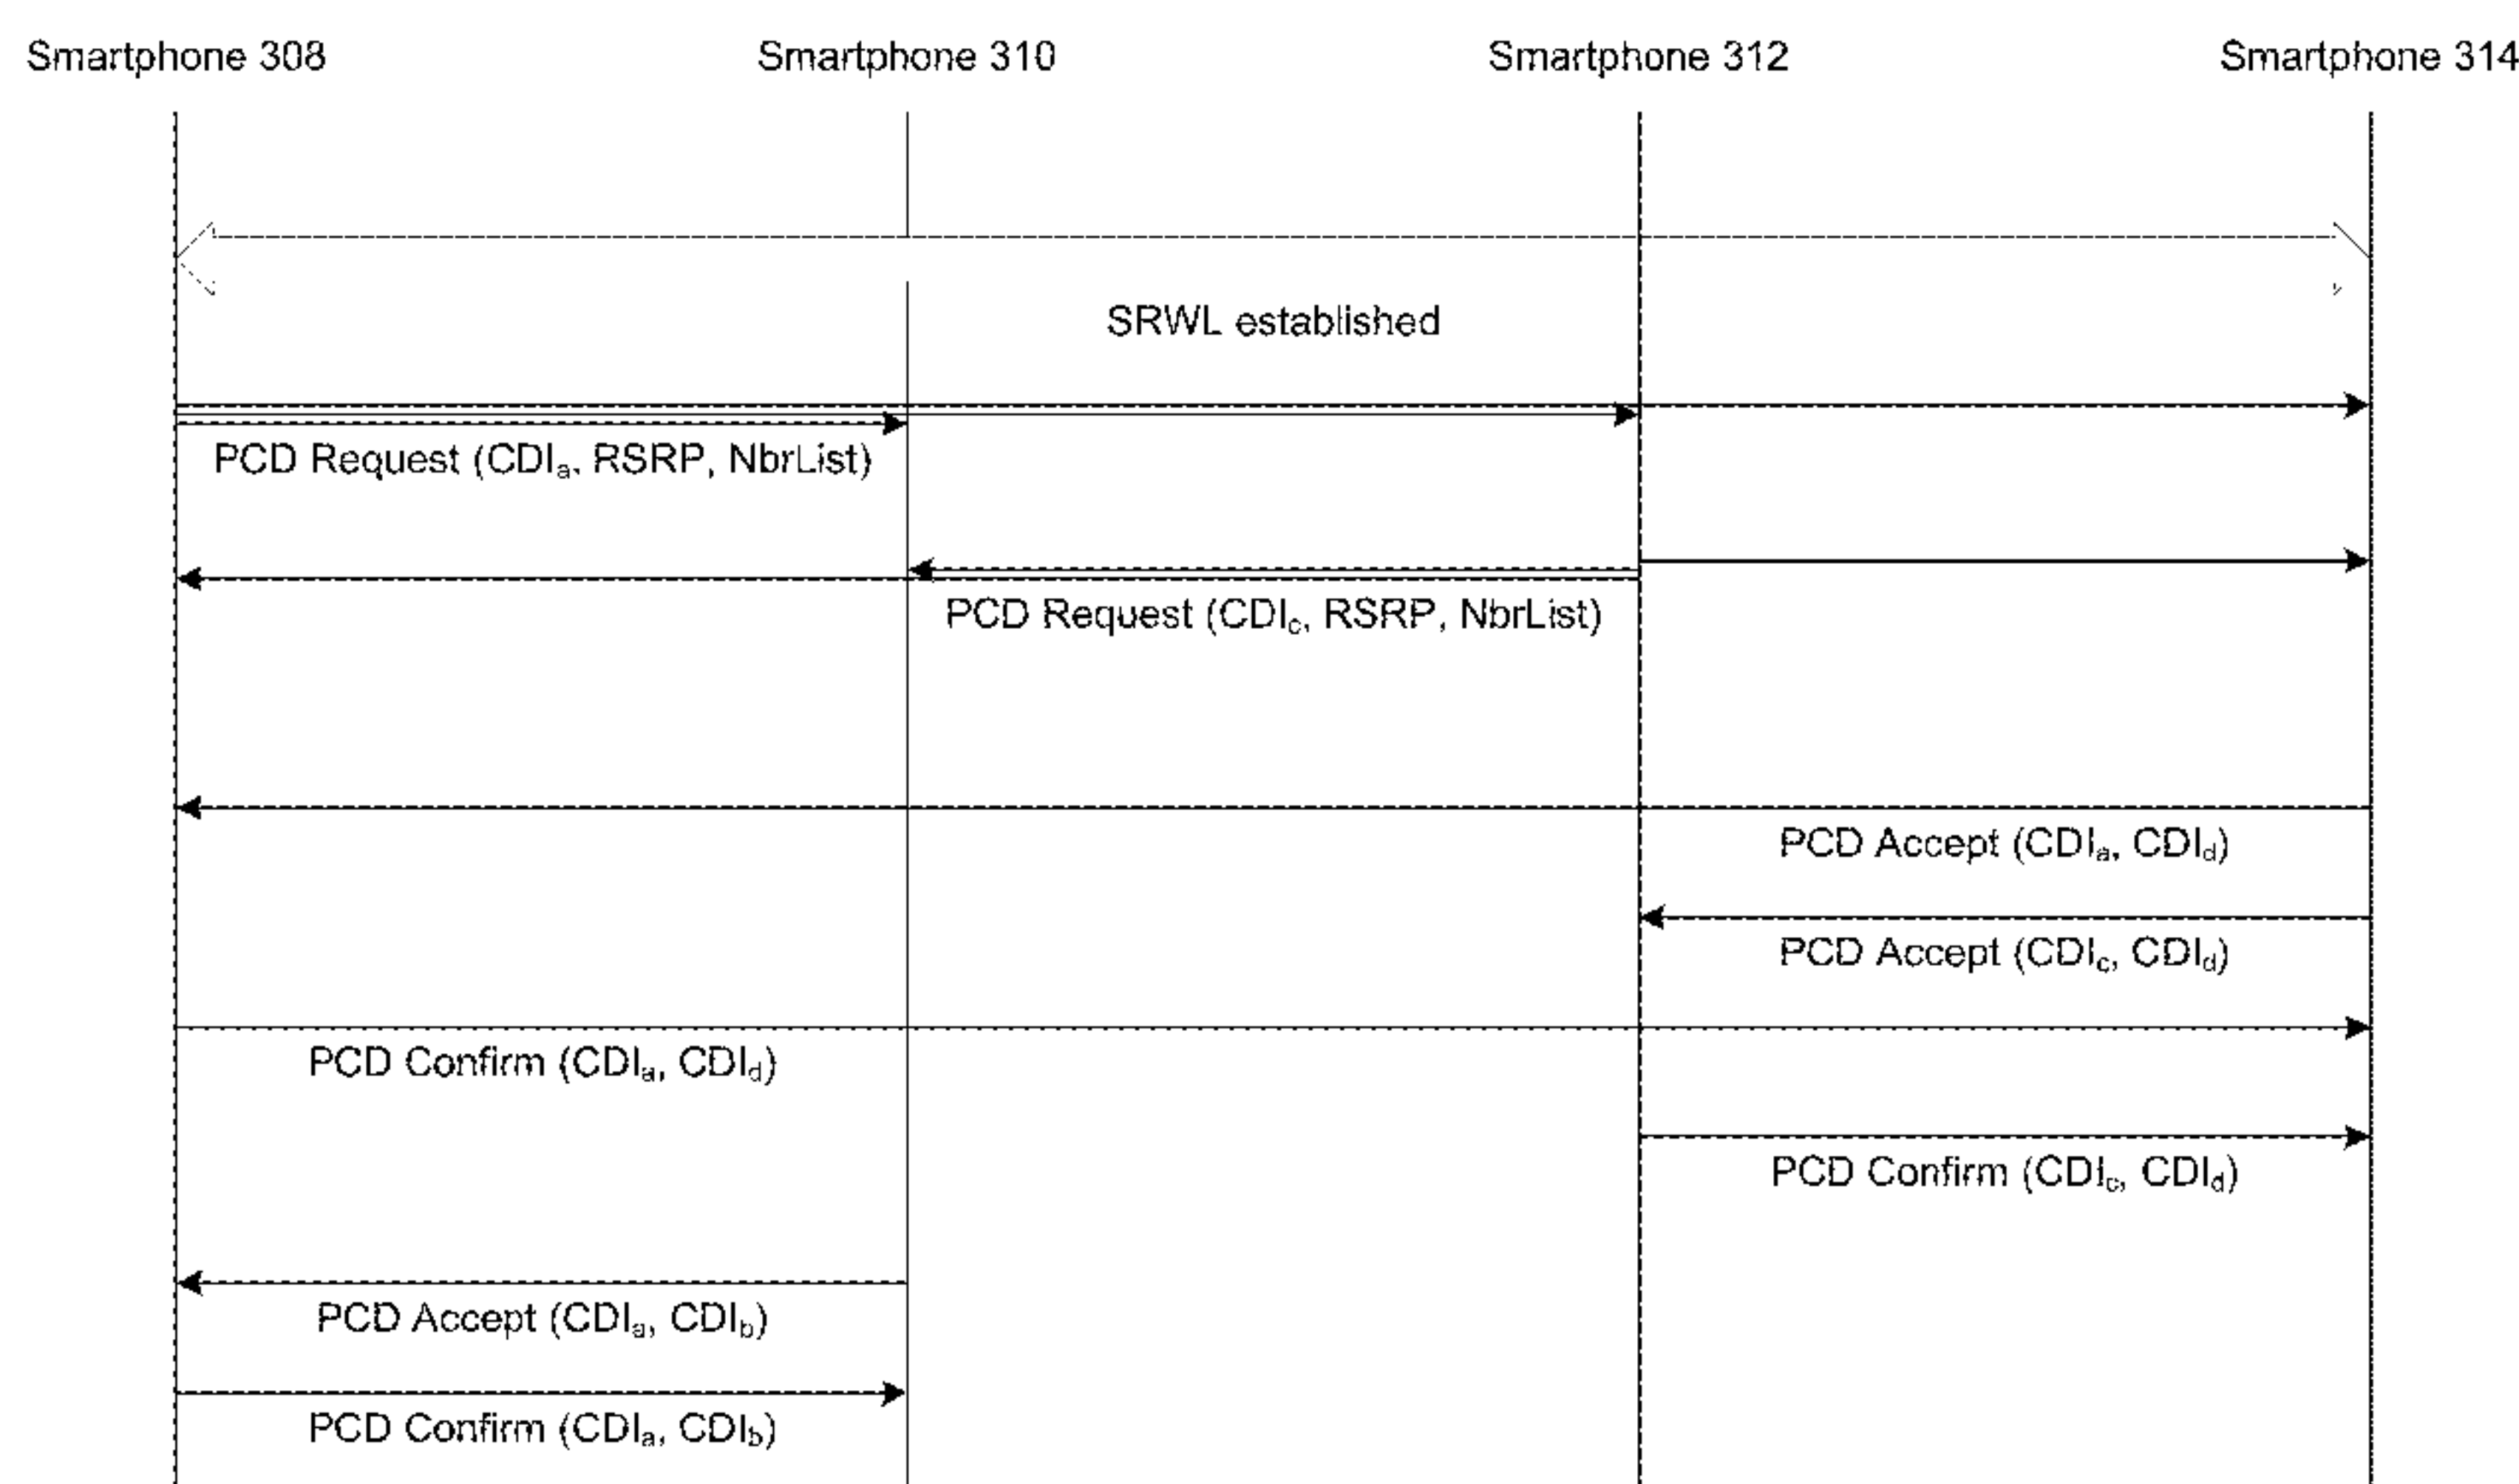 Smartphone 308 Smartphone 310 Smartphone 312 Smartphone 314
SRWL established
PCD Request (CDIa, RSRP, NbrList)
PCD Request (CDIc, RSRP, NbrList)
PCD Accept (CDIa, CDId)
PCD Accept (CDIc, CDId)
PCD Confirm (CDIa, CDId)
PCD Confirm (CDIc, CDId)
PCD Accept (CDIa, CDIb)
PCD Confirm (CDIa, CDIb)